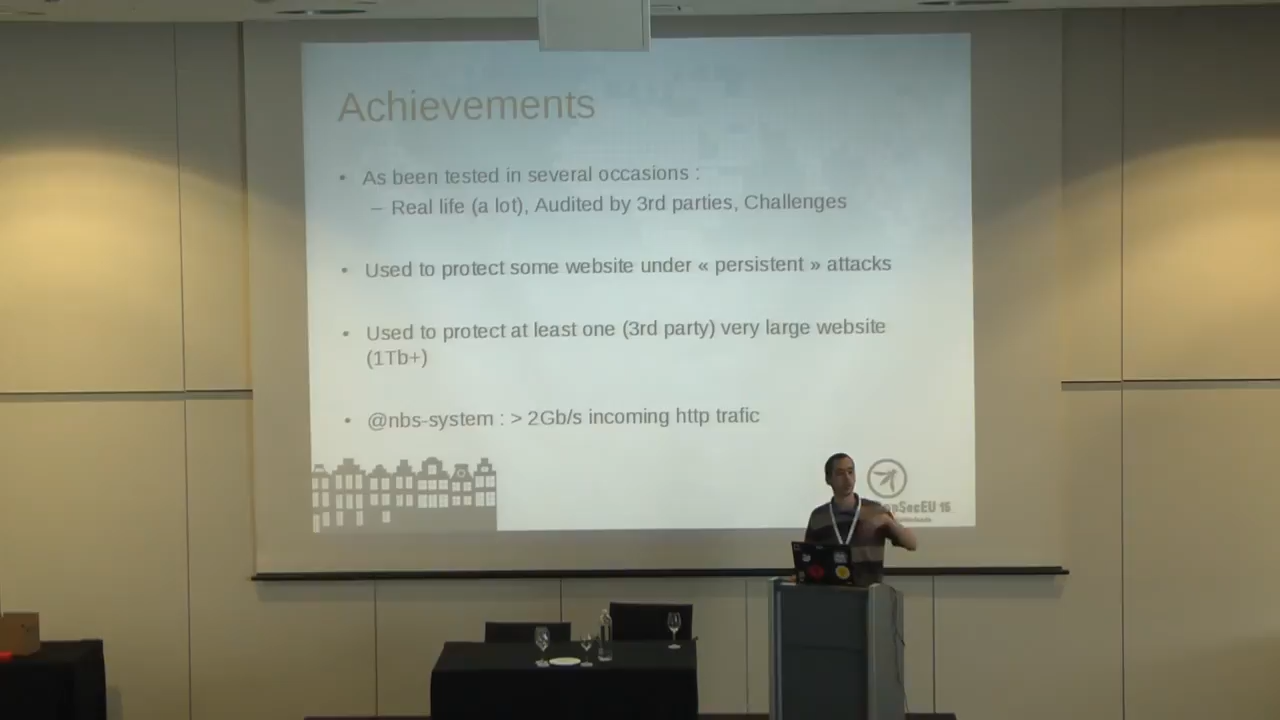 Achievements
• As been tested in several occasions :
– Real life (a lot), Audited by 3rd parties, Challenges
• Used to protect some website under « persistent » attacks
• Used to protect at least one (3rd party) very large website
(1Tb+)
• @nbs-system : > 2Gb/s incoming http trafic
SecEU 15